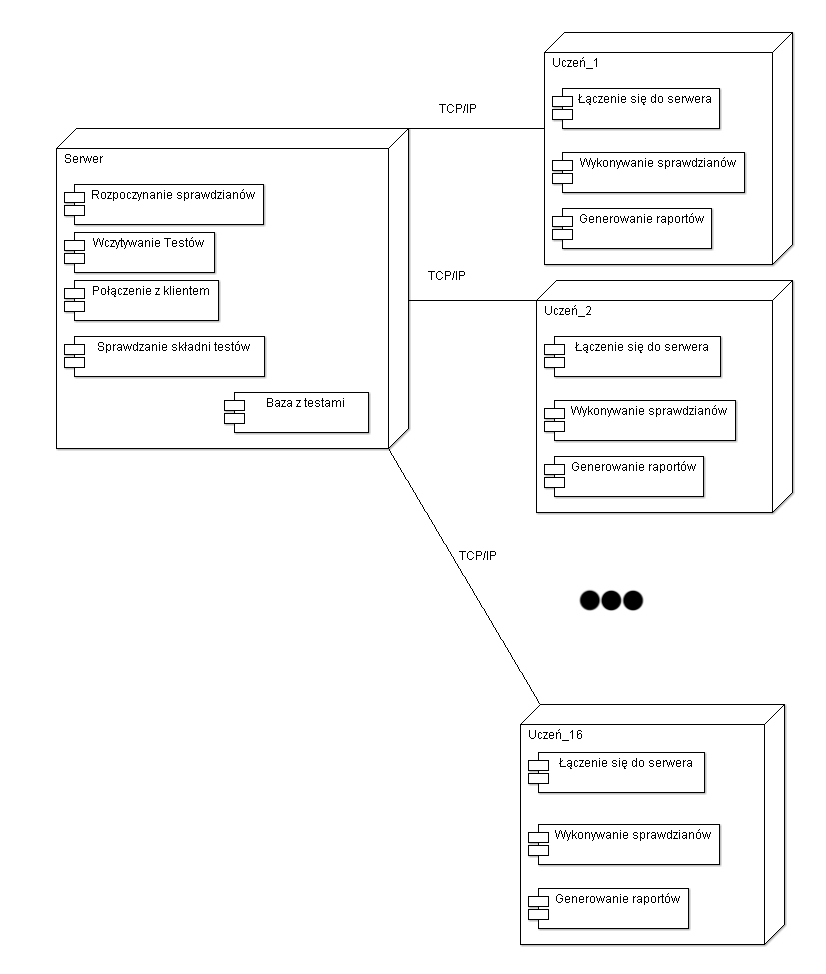 Serwer
Rozpoczynanie sprawdzianów
Wczytywanie Testów
Połączenie z klientem
Sprawdzanie składni testów
Baza z testami
TCP/IP
Uczeń_1
Łączenie się do serwera
Wykonywanie sprawdzianów
Generowanie raportów
TCP/IP
Uczeń_2
Łączenie się do serwera
Wykonywanie sprawdzianów
Generowanie raportów
TCP/IP
Uczeń_16
Łączenie się do serwera
Wykonywanie sprawdzianów
Generowanie raportów